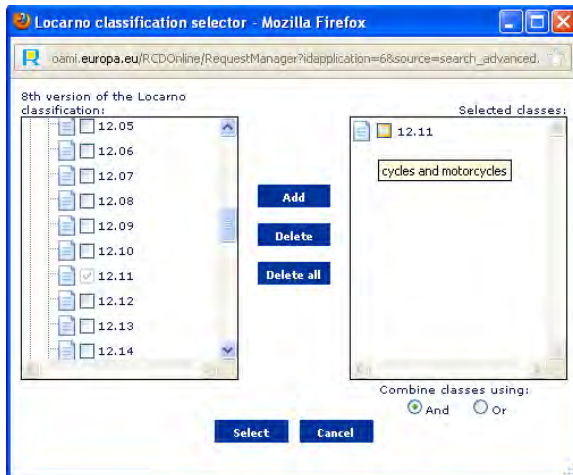 Locarno classification selector - Mozilla Firefox
oami.europa.eu/RCDOnline/RequestManager?idapplication=6&source=search_advanced.
8th version of the Locarno
classification:
12.05
12.06
12.07
12.08
12.09
12.10
12.11
12.12
12.13
12.14
Add
Delete
Delete all
Selected classes:
12.11
cycles and motorcycles
Combine classes using:
And Or
Select Cancel